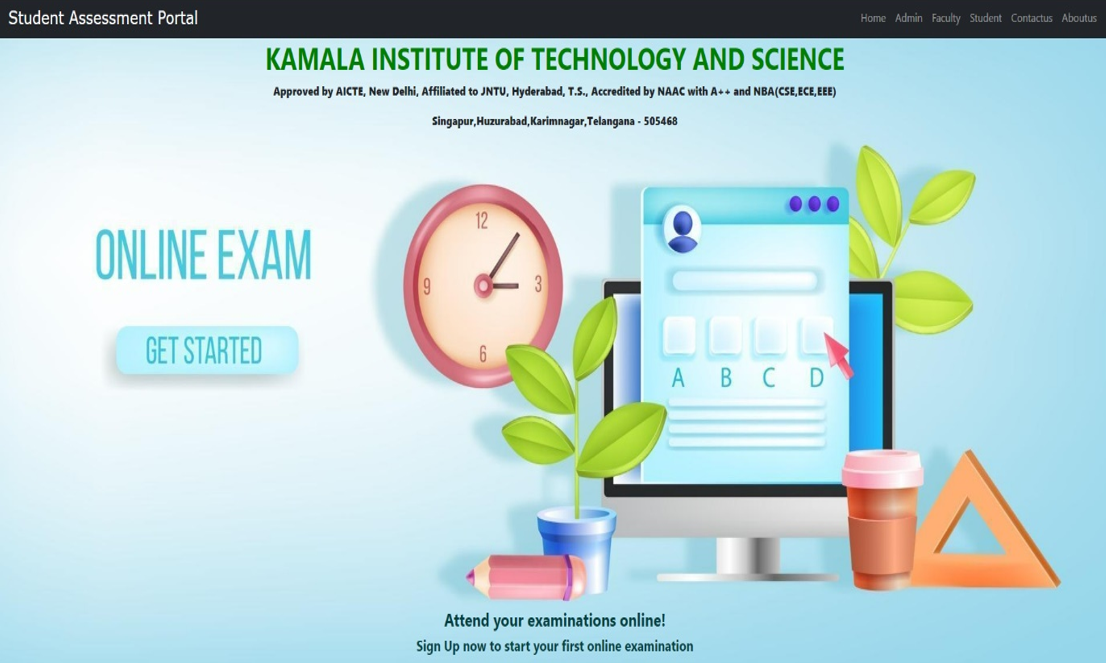 Student Assessment Portal
Home Admin Faculty Student Contactus Aboutus
KAMALA INSTITUTE OF TECHNOLOGY AND SCIENCE
Approved by AICTE, New Delhi, Affiliated to JNTU, Hyderabad, T.S., Accredited by NAAC with A++ and NBA(CSE,ECE,EEE)
Singapur,Huzurabad,Karimnagar,Telangana - 505468
ONLINE EXAM
GET STARTED
12
9 3
6
A B C D
Attend your examinations online!
Sign Up now to start your first online examination